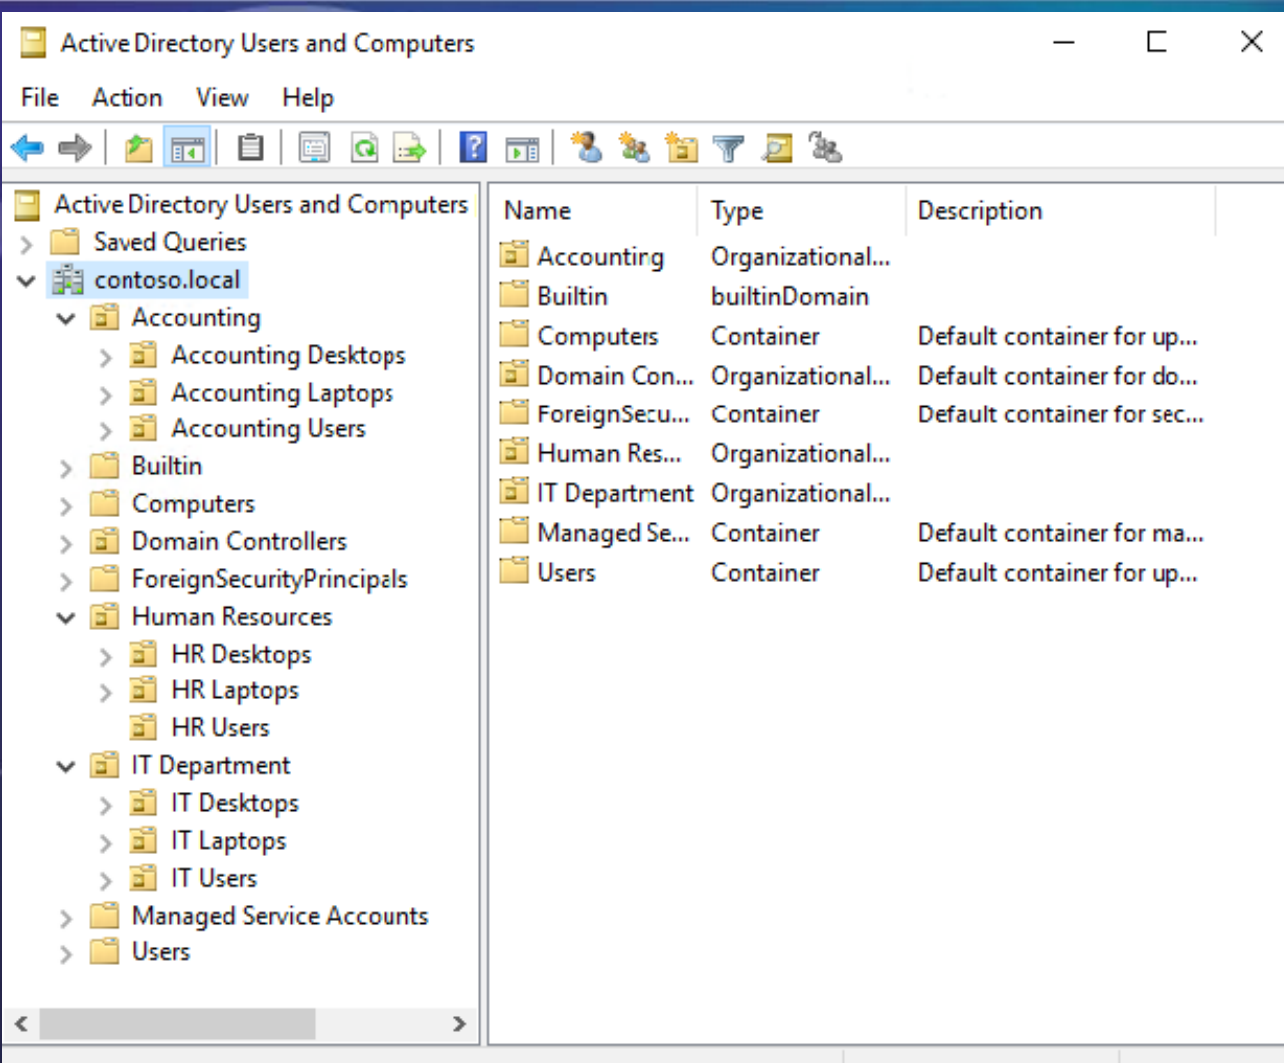 Active Directory Users and Computers
File Action View Help
Active Directory Users and Computers
Saved Queries
contoso.local
Accounting
Accounting Desktops
Accounting Laptops
Accounting Users
Builtin
Computers
Domain Controllers
ForeignSecurityPrincipals
Human Resources
HR Desktops
HR Laptops
HR Users
IT Department
IT Desktops
IT Laptops
IT Users
Managed Service Accounts
Users
Name Type Description
Accounting Organizational...
Builtin builtinDomain
Computers Container Default container for up...
Domain Con... Organizational... Default container for do...
ForeignSecu... Container Default container for sec...
Human Res... Organizational...
IT Department Organizational...
Managed Se... Container Default container for ma...
Users Container Default container for up...